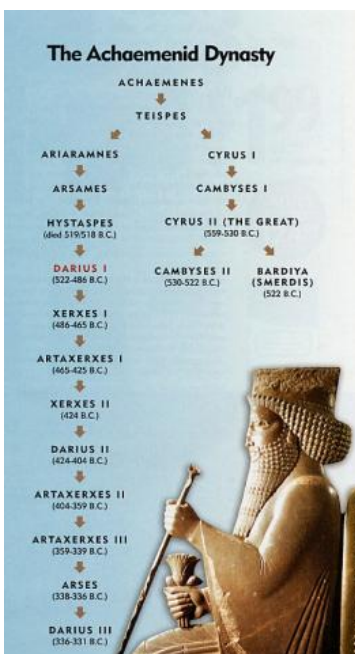 The Achaemenid Dynasty
ACHAEMENES
TEISPES
ARIARAMNES
CYRUS I
ARSAMES
CAMBYSES I
HYSTASPES
(died 519/518 B.C.)
CYRUS II (THE GREAT)
(559-530 B.C.)
DARIUS I
(522-486 B.C.)
CAMBYSES II
(530-522 B.C.)
BARDIYA
(SMERDIS)
(522 B.C.)
XERXES I
(486-465 B.C.)
ARTAXERXES I
(465-425 B.C.)
XERXES II
(424 B.C.)
DARIUS II
(424-404 B.C.)
ARTAXERXES II
(404-359 B.C.)
ARTAXERXES III
(359-339 B.C.)
ARSES
(338-336 B.C.)
DARIUS III
(336-331 B.C.)